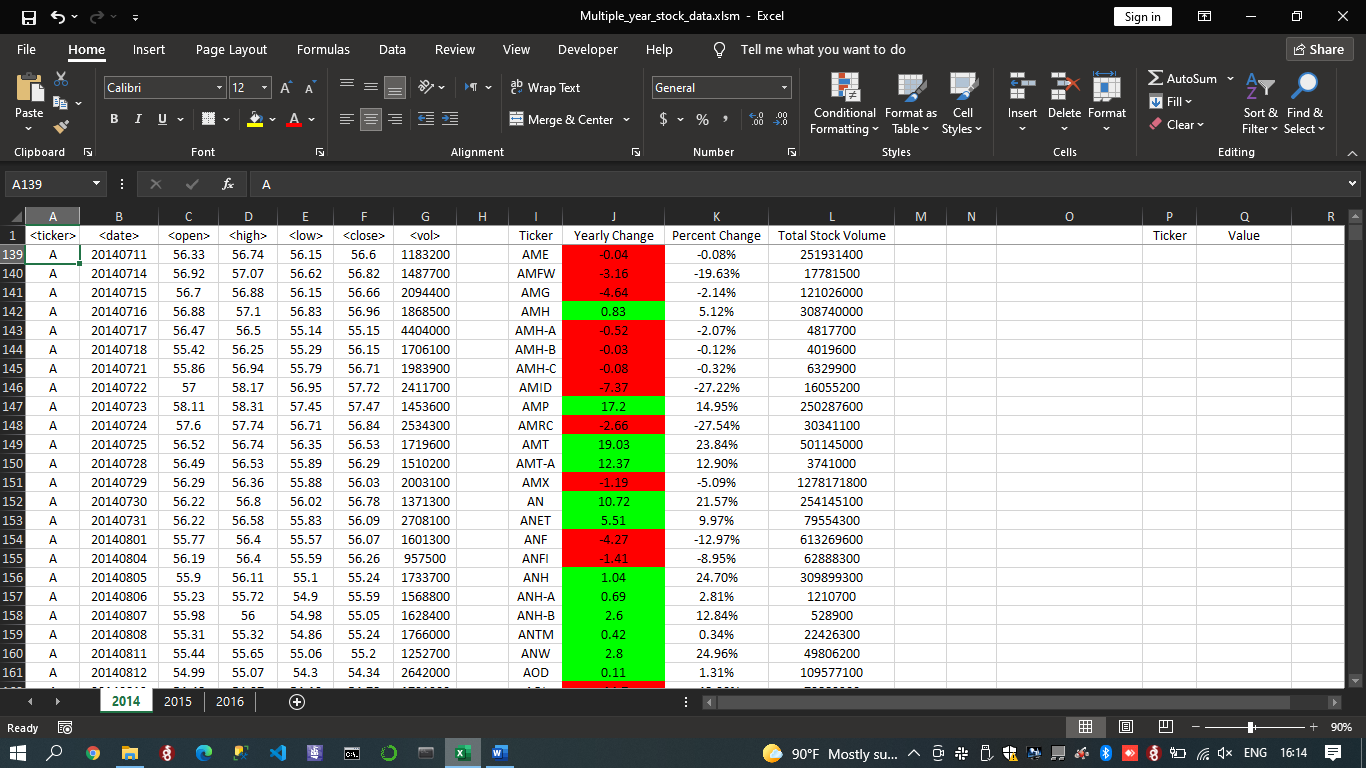 Multiple_year_stock_data.xlsm - Excel
Sign in
File Home Insert Page Layout Formulas Data Review View Developer Help Tell me what you want to do Share
Paste
Calibri 12 A A
B I U A
Wrap Text
Merge & Center
General
$ % ,
Conditional Formatting
Format as Table
Cell Styles
Insert Delete Format
AutoSum
Fill
Clear
Sort & Filter
Find & Select
Clipboard Font Alignment Number Styles Cells Editing
A139 fx A
A B C D E F G H I J K L M N O P Q R
1 <ticker> <date> <open> <high> <low> <close> <vol> Ticker Yearly Change Percent Change Total Stock Volume Ticker Value
139 A 20140711 56.33 56.74 56.15 56.6 1183200 AME -0.04 -0.08% 251931400
140 A 20140714 56.92 57.07 56.62 56.82 1487700 AMFW -3.16 -19.63% 17781500
141 A 20140715 56.7 56.88 56.15 56.66 2094400 AMG -4.64 -2.14% 121026000
142 A 20140716 56.88 57.1 56.83 56.96 1868500 AMH 0.83 5.12% 308740000
143 A 20140717 56.47 56.5 55.14 55.15 4404000 AMH-A -0.52 -2.07% 4817700
144 A 20140718 55.42 56.25 55.29 56.15 1706100 AMH-B -0.03 -0.12% 4019600
145 A 20140721 55.86 56.94 55.79 56.71 1983900 AMH-C -0.08 -0.32% 6329900
146 A 20140722 57 58.17 56.95 57.72 2411700 AMID -7.37 -27.22% 16055200
147 A 20140723 58.11 58.31 57.45 57.47 1453600 AMP 17.2 14.95% 250287600
148 A 20140724 57.6 57.74 56.71 56.84 2534300 AMRC -2.66 -27.54% 30341100
149 A 20140725 56.52 56.74 56.35 56.53 1719600 AMT 19.03 23.84% 501145000
150 A 20140728 56.49 56.53 55.89 56.29 1510200 AMT-A 12.37 12.90% 3741000
151 A 20140729 56.29 56.36 55.88 56.03 2003100 AMX -1.19 -5.09% 1278171800
152 A 20140730 56.22 56.8 56.02 56.78 1371300 AN 10.72 21.57% 254145100
153 A 20140731 56.22 56.58 55.83 56.09 2708100 ANET 5.51 9.97% 79554300
154 A 20140801 55.77 56.4 55.57 56.07 1601300 ANF -4.27 -12.97% 613269600
155 A 20140804 56.19 56.4 55.59 56.26 957500 ANFI -1.41 -8.95% 62888300
156 A 20140805 55.9 56.11 55.1 55.24 1733700 ANH 1.04 24.70% 309899300
157 A 20140806 55.23 55.72 54.9 55.59 1568800 ANH-A 0.69 2.81% 1210700
158 A 20140807 55.98 56 54.98 55.05 1628400 ANH-B 2.6 12.84% 528900
159 A 20140808 55.31 55.32 54.86 55.24 1766000 ANTM 0.42 0.34% 22426300
160 A 20140811 55.44 55.65 55.06 55.2 1252700 ANW 2.8 24.96% 49806200
161 A 20140812 54.99 55.07 54.3 54.34 2642000 AOD 0.11 1.31% 109577100
2014 2015 2016
Ready 90%
90°F Mostly su... ENG 16:14